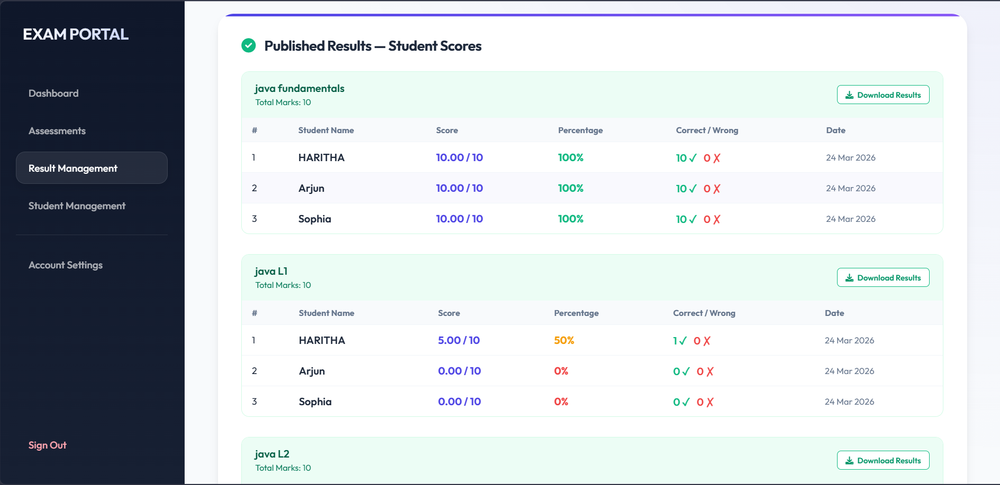 EXAM PORTAL
Dashboard
Assessments
Result Management
Student Management
Account Settings
Sign Out
Published Results — Student Scores
java fundamentals
Total Marks: 10
Download Results
# Student Name Score Percentage Correct / Wrong Date
1 HARITHA 10.00 / 10 100% 10 ✓ 0 ✗ 24 Mar 2026
2 Arjun 10.00 / 10 100% 10 ✓ 0 ✗ 24 Mar 2026
3 Sophia 10.00 / 10 100% 10 ✓ 0 ✗ 24 Mar 2026
java L1
Total Marks: 10
Download Results
# Student Name Score Percentage Correct / Wrong Date
1 HARITHA 5.00 / 10 50% 1 ✓ 0 ✗ 24 Mar 2026
2 Arjun 0.00 / 10 0% 0 ✓ 0 ✗ 24 Mar 2026
3 Sophia 0.00 / 10 0% 0 ✓ 0 ✗ 24 Mar 2026
java L2
Total Marks: 10
Download Results